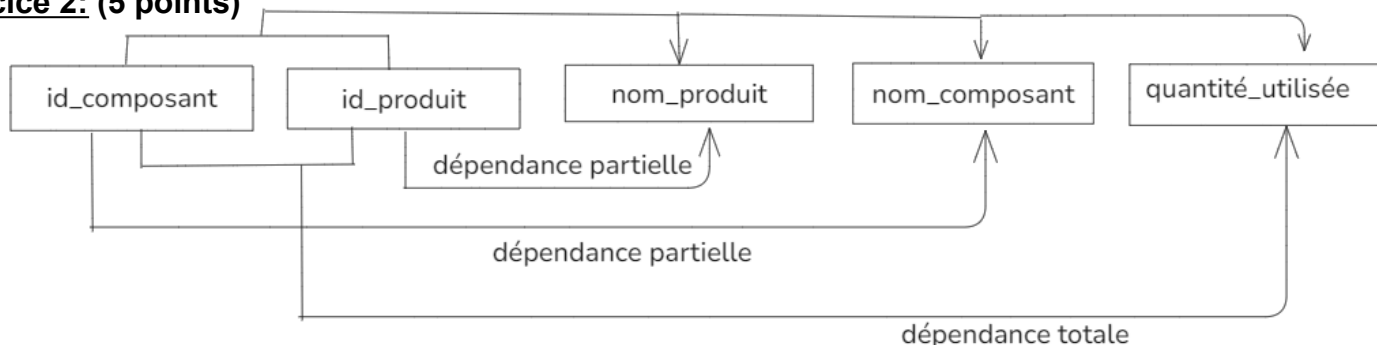 cice 2: (5 points)
id_composant
id_produit
nom_produit
nom_composant
quantité_utilisée
dépendance partielle
dépendance partielle
dépendance totale